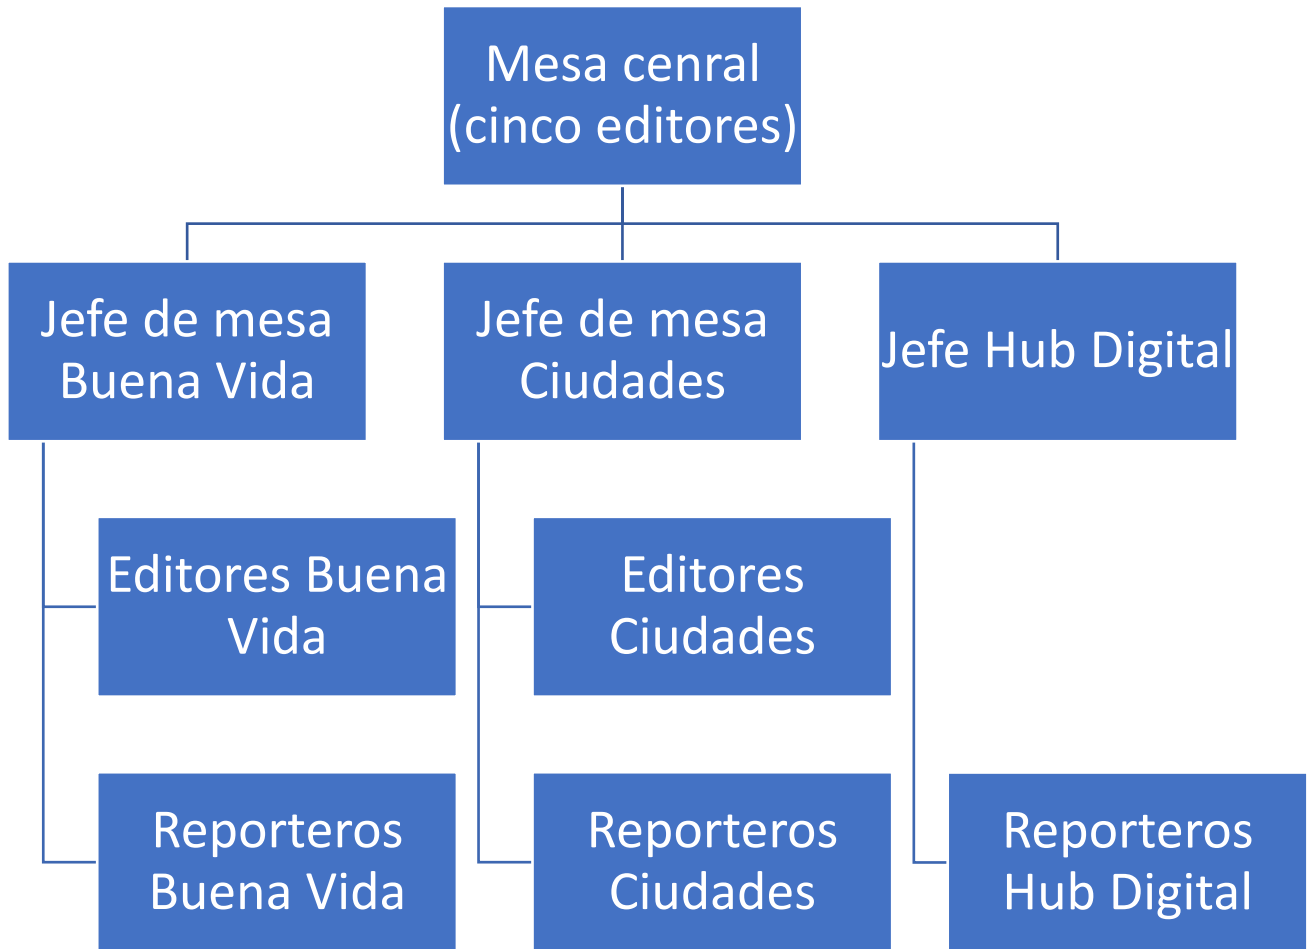 Mesa cenral
(cinco editores)
Jefe de mesa
Buena Vida
Jefe de mesa
Ciudades
Jefe Hub Digital
Editores Buena
Vida
Editores
Ciudades
Reporteros
Buena Vida
Reporteros
Ciudades
Reporteros
Hub Digital